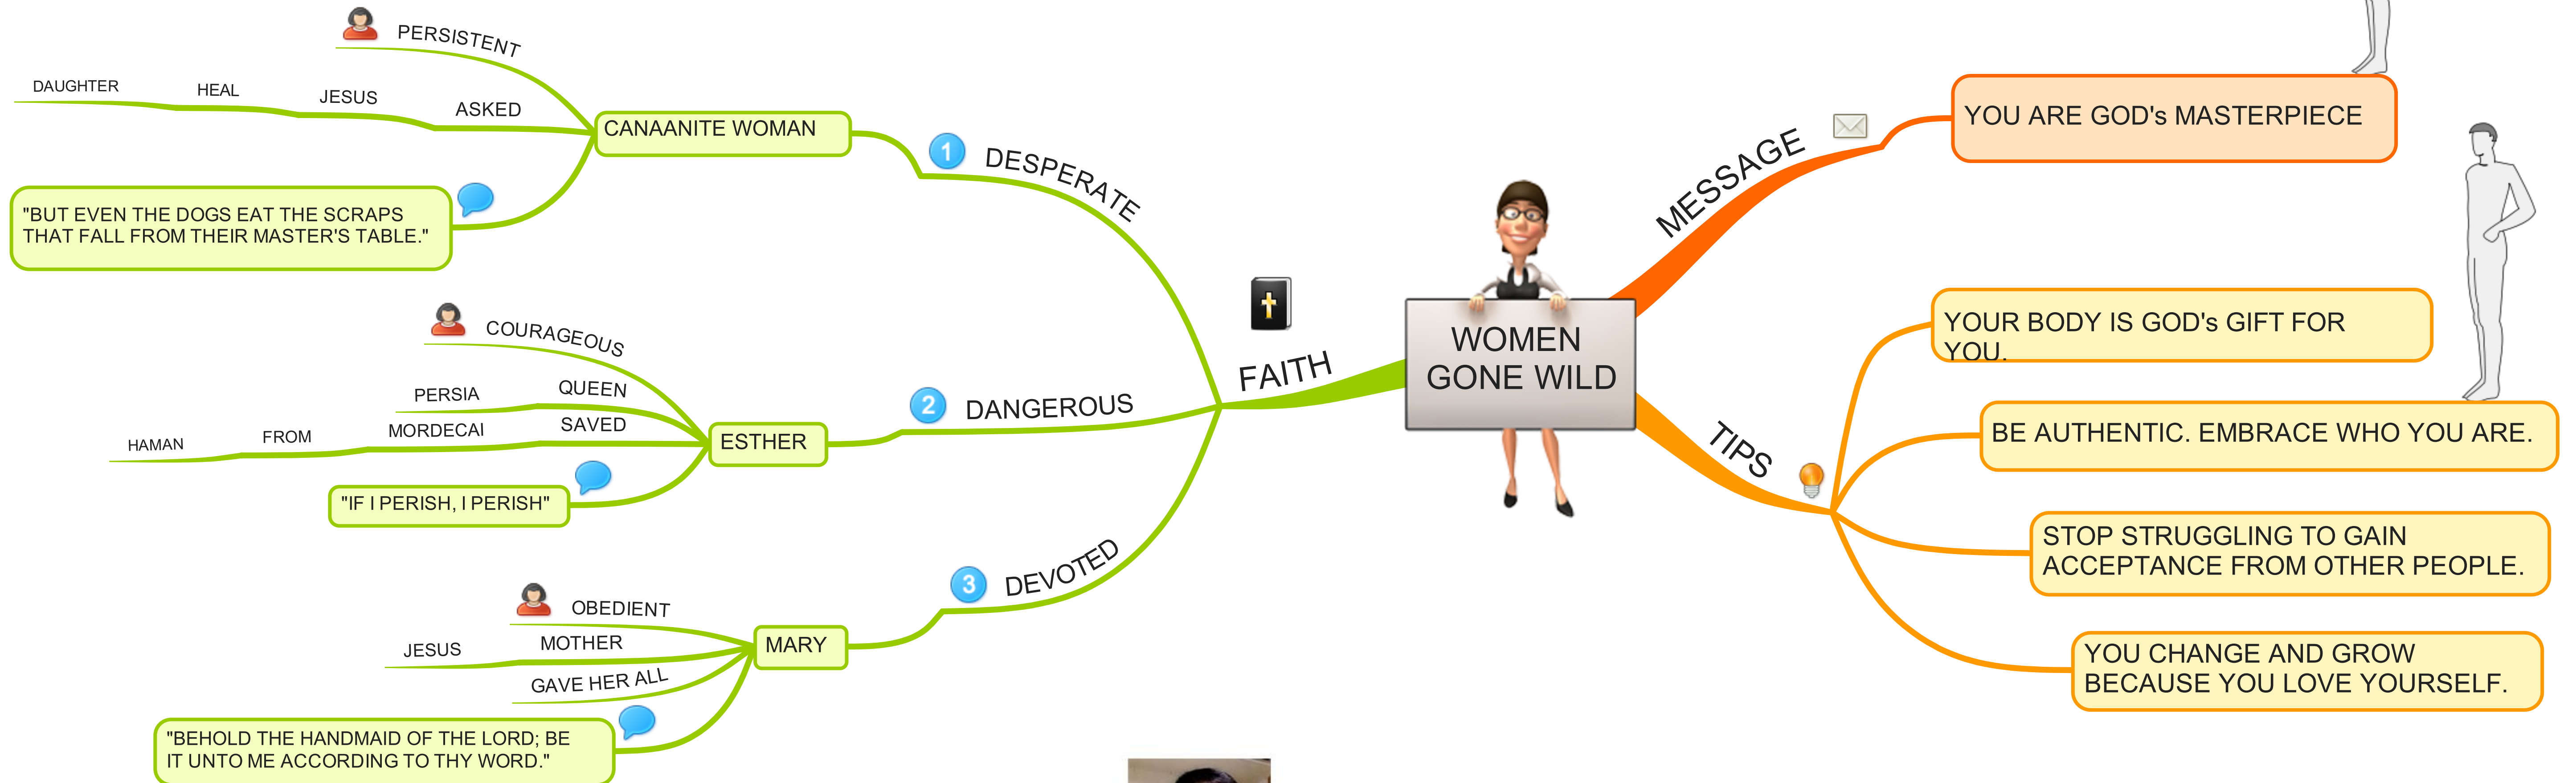 WOMEN
GONE WILD
MESSAGE
YOU ARE GOD's MASTERPIECE
TIPS
YOUR BODY IS GOD's GIFT FOR
YOU.
BE AUTHENTIC. EMBRACE WHO YOU ARE.
STOP STRUGGLING TO GAIN
ACCEPTANCE FROM OTHER PEOPLE.
YOU CHANGE AND GROW
BECAUSE YOU LOVE YOURSELF.
FAITH
1 DESPERATE
CANAANITE WOMAN
PERSISTENT
ASKED
JESUS
HEAL
DAUGHTER
"BUT EVEN THE DOGS EAT THE SCRAPS
THAT FALL FROM THEIR MASTER'S TABLE."
2 DANGEROUS
ESTHER
COURAGEOUS
QUEEN
PERSIA
SAVED
MORDECAI
FROM
HAMAN
"IF I PERISH, I PERISH"
3 DEVOTED
MARY
OBEDIENT
MOTHER
JESUS
GAVE HER ALL
"BEHOLD THE HANDMAID OF THE LORD; BE
IT UNTO ME ACCORDING TO THY WORD."